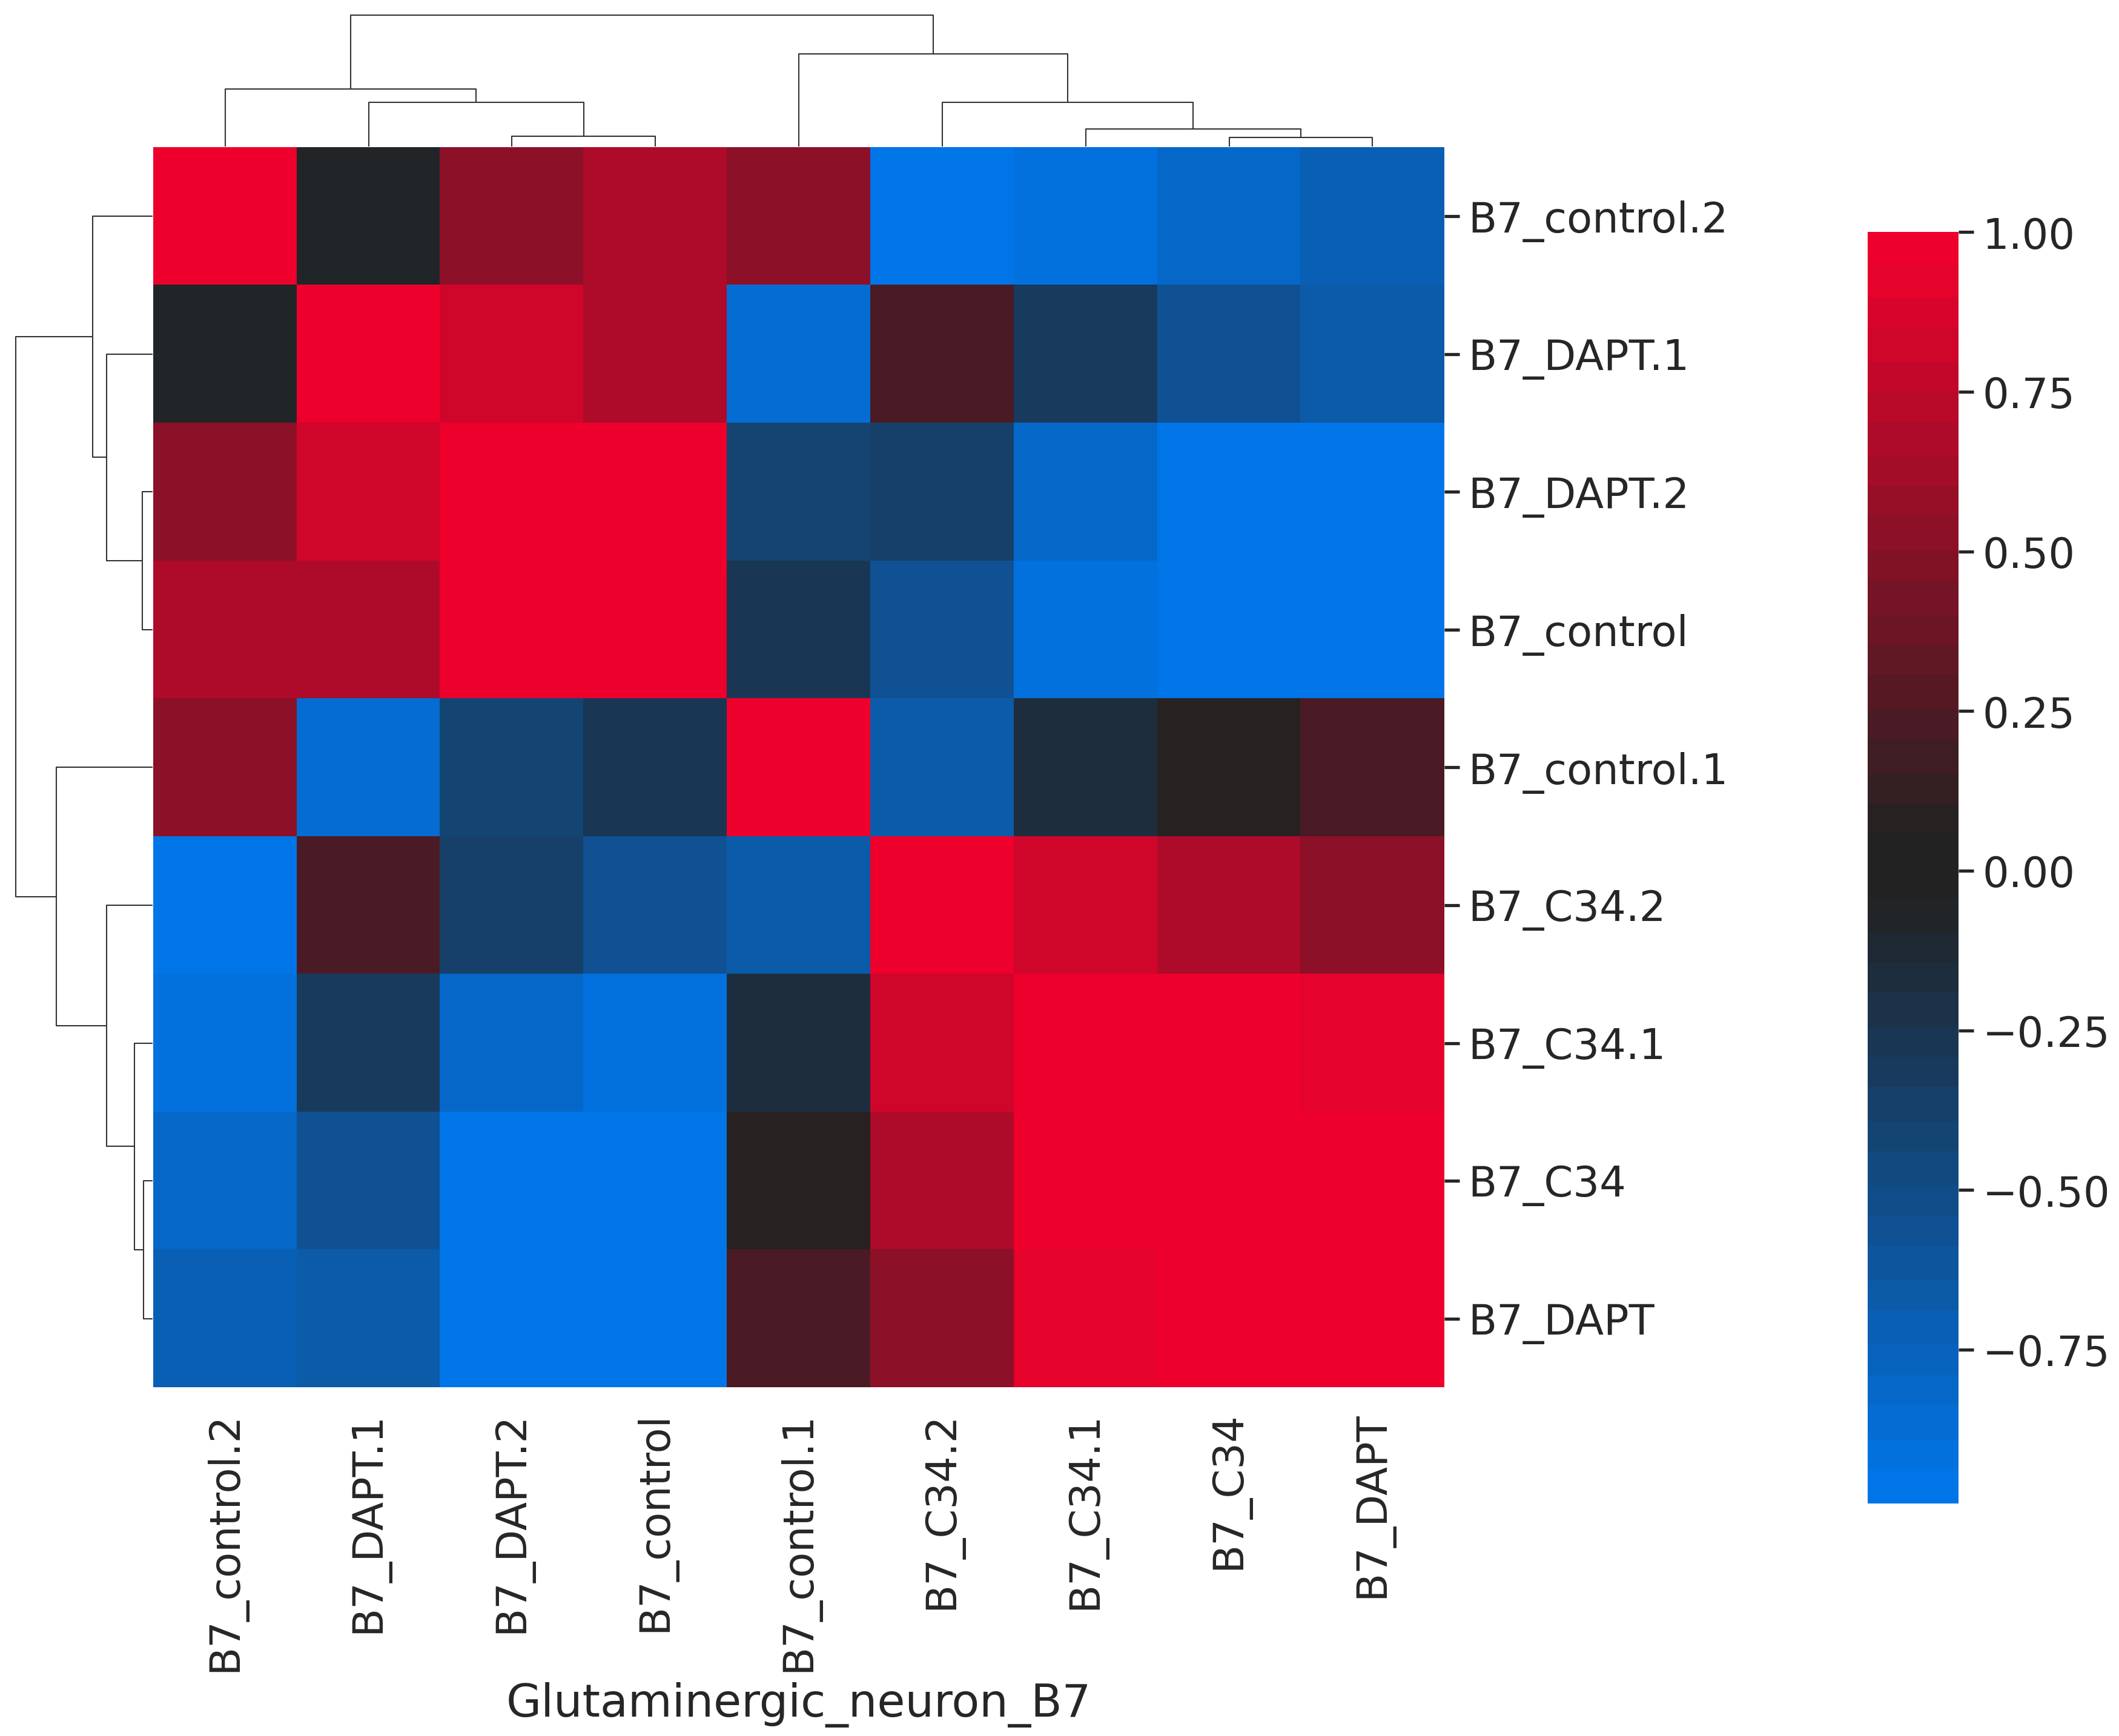 B7_control.2
B7_DAPT.1
B7_DAPT.2
B7_control
B7_control.1
B7_C34.2
B7_C34.1
B7_C34
B7_DAPT
1.00
0.75
0.50
0.25
0.00
−0.25
−0.50
−0.75
B7_control.2
B7_DAPT.1
B7_DAPT.2
B7_control
B7_control.1
B7_C34.2
B7_C34.1
B7_C34
B7_DAPT
Glutaminergic_neuron_B7